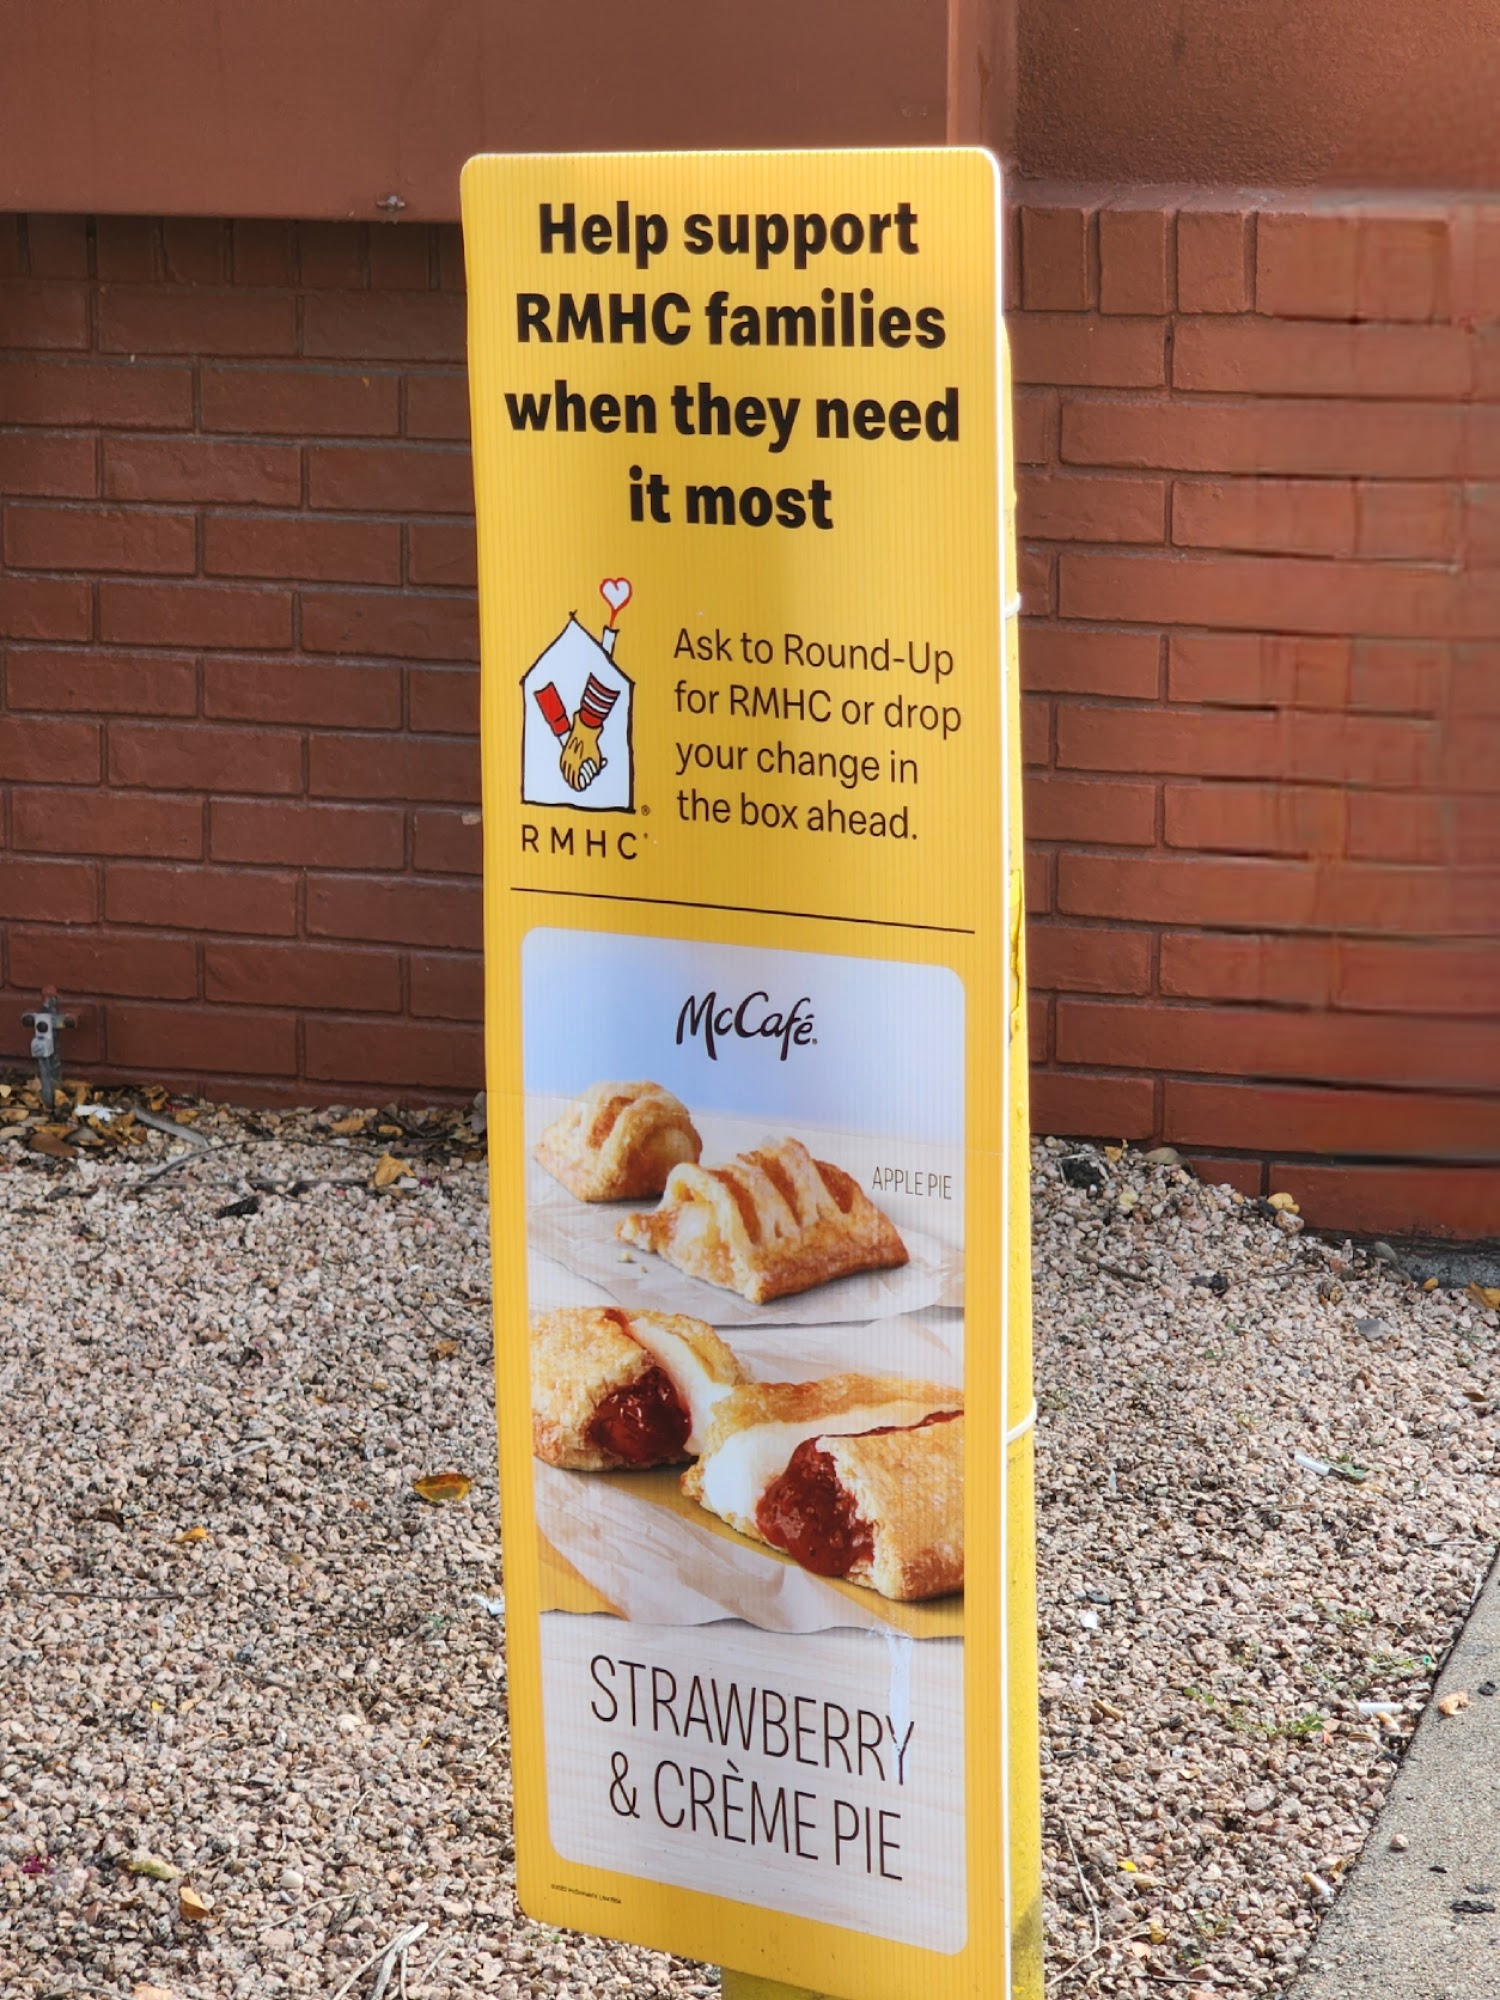 Help support
RMHC families
when they need
it most
Ask to Round-Up
for RMHC or drop
your change in
the box ahead.
RMHC
McCafé
APPLE PIE
STRAWBERRY
& CRÈME PIE